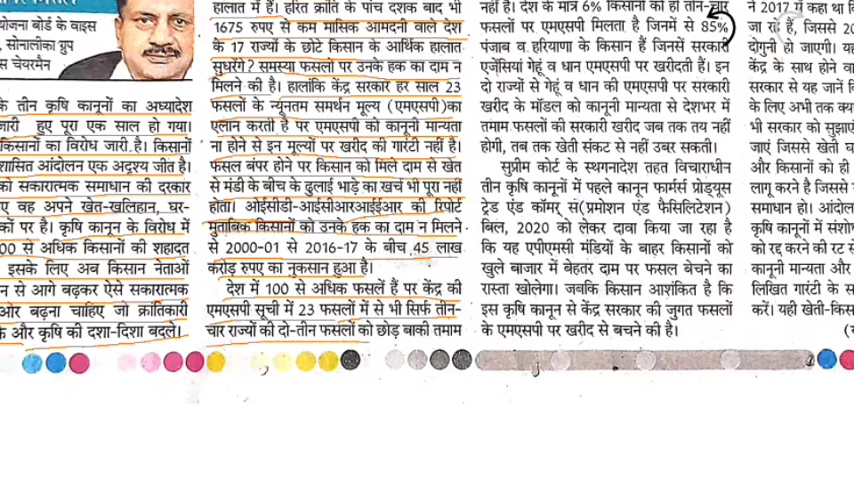 योजना बोर्ड के वाइस
सोनालीका ग्रुप
स चेयरमैन
के तीन कृषि कानूनों का अध्यादेश
जारी हुए पूरा एक साल हो गया।
किसानों का विरोध जारी है। किसानों
शासित आंदोलन एक अदृश्य जीत है।
को सकारात्मक समाधान की दरकार
ए वह अपने खेत-खलिहान, घर-
कों पर है। कृषि कानून के विरोध में
00 से अधिक किसानों की शहादत
इसके लिए अब किसान नेताओं
न से आगे बढ़कर ऐसे सकारात्मक
ओर बढ़ना चाहिए जो क्रांतिकारी
के और कृषि की दशा-दिशा बदले।
हालात में हैं। हरित क्रांति के पांच दशक बाद भी
1675 रुपए से कम मासिक आमदनी वाले देश
के 17 राज्यों के छोटे किसान के आर्थिक हालात
सुधरेंगे? समस्या फसलों पर उनके हक का दाम न
मिलने की है। हालांकि केंद्र सरकार हर साल 23
फसलों के न्यूनतम समर्थन मूल्य (एमएसपी)का
एलान करती है पर एमएसपी को कानूनी मान्यता
ना होने से इन मूल्यों पर खरीद की गारंटी नहीं है।
फसल बंपर होने पर किसान को मिले दाम से खेत
से मंडी के बीच के ढुलाई भाड़े का खर्च भी पूरा नहीं
होता। ओईसीडी-आईसीआरआईईआर की रिपोर्ट
मुताबिक किसानों को उनके हक का दाम न मिलने
से 2000-01 से 2016-17 के बीच 45 लाख
करोड़ रुपए का नुकसान हुआ है।
देश में 100 से अधिक फसलें हैं पर केंद्र की
एमएसपी सूची में 23 फसलों में से भी सिर्फ तीन-
चार राज्यों की दो-तीन फसलों को छोड़ बाकी तमाम
नहीं है। देश के मात्र 6% किसानों को ही तीन-चार
फसलों पर एमएसपी मिलता है जिनमें से 85%
पंजाब व हरियाणा के किसान हैं जिनसें सरकारी
एजेंसियां गेहूं व धान एमएसपी पर खरीदती हैं। इन
दो राज्यों से गेहूं व धान की एमएसपी पर सरकारी
खरीद के मॉडल को कानूनी मान्यता से देशभर में
तमाम फसलों की सरकारी खरीद जब तक तय नहीं
होगी, तब तक खेती संकट से नहीं उबर सकती।
सुप्रीम कोर्ट के स्थगनादेश तहत विचाराधीन
तीन कृषि कानूनों में पहले कानून फार्मर्स प्रोड्यूस
ट्रेड एंड कॉमर्स (प्रमोशन एंड फैसिलिटेशन)
बिल, 2020 को लेकर दावा किया जा रहा है
कि यह एपीएमसी मंडियों के बाहर किसानों को
खुले बाजार में बेहतर दाम पर फसल बेचने का
रास्ता खोलेगा। जबकि किसान आशंकित है कि
इस कृषि कानून से केंद्र सरकार की जुगत फसलों
के एमएसपी पर खरीद से बचने की है।
ने 2017 में कहा था कि
जा रहे हैं, जिससे 20
दोगुनी हो जाएगी। यह
केंद्र के साथ होने वा
सरकार से यह जानें कि
के लिए अभी तक क्या
भी सरकार को सुझाएं
जाएं जिससे खेती घ
और किसानों को ही
लागू करने है जिससे
समाधान हो। आंदोल
कृषि कानूनों में संशो
को रद्द करने की रट से
कानूनी मान्यता और
लिखित गारंटी के स
करें। यही खेती-किस